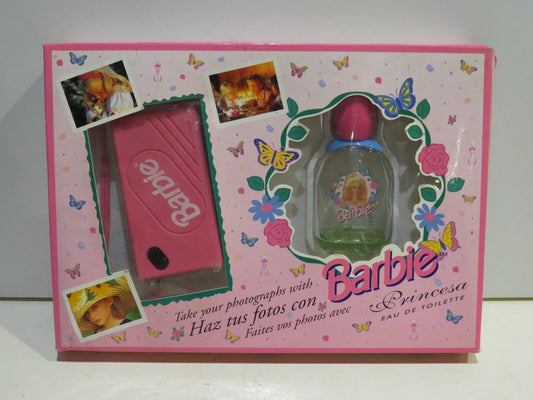 Barbie
Barbie
Take your photographs with
Haz tus fotos con
Faites vos photos avec
Barbie
Princesa
EAU DE TOILETTE